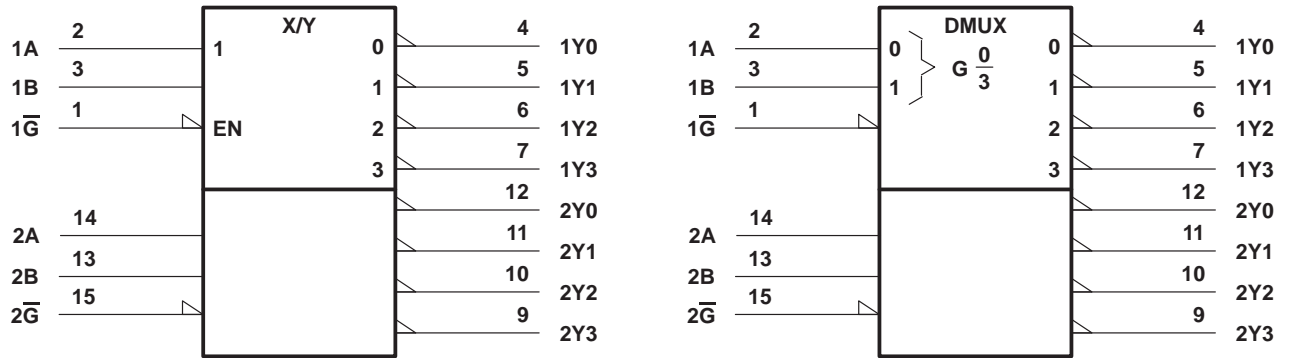 X/Y
1A 2 1 0 4 1Y0
1B 3 1 5 1Y1
1G̅ 1 EN 2 6 1Y2
3 7 1Y3
12 2Y0
2A 14 11 2Y1
2B 13 10 2Y2
2G̅ 15 9 2Y3
DMUX
1A 2 0 G 0/3 0 4 1Y0
1B 3 1 1 5 1Y1
1G̅ 1 2 6 1Y2
3 7 1Y3
12 2Y0
2A 14 11 2Y1
2B 13 10 2Y2
2G̅ 15 9 2Y3